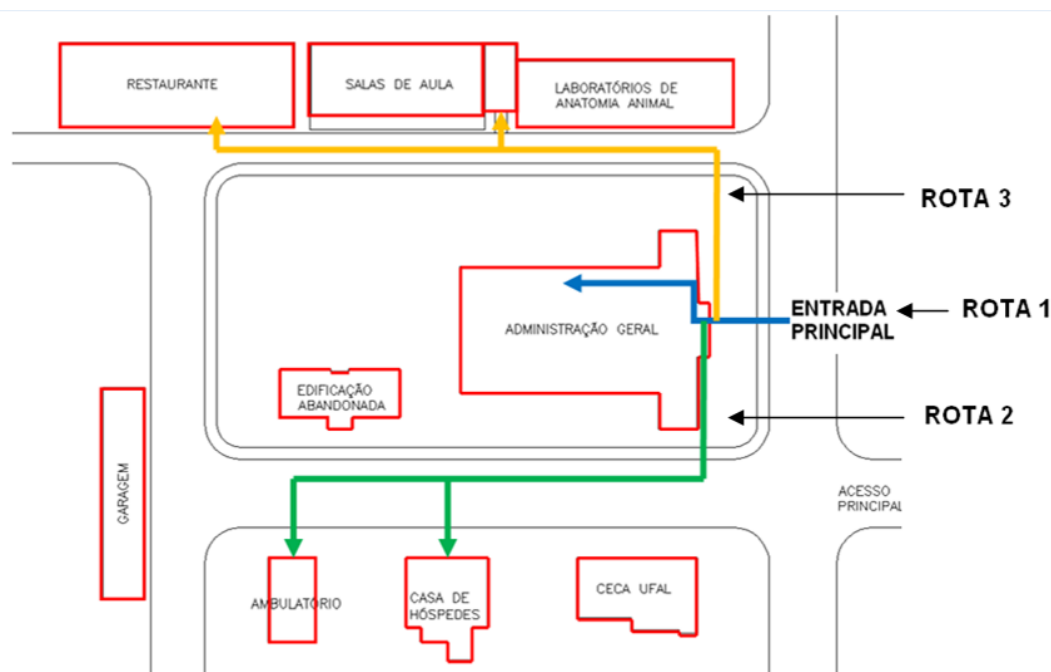 RESTAURANTE
SALAS DE AULA
LABORATÓRIOS DE
ANATOMIA ANIMAL
ROTA 3
ENTRADA
PRINCIPAL
ROTA 1
ADMINISTRAÇÃO GERAL
EDIFICAÇÃO
ABANDONADA
ROTA 2
GARAGEM
ACESSO
PRINCIPAL
AMBULATÓRIO
CASA DE
HÓSPEDES
CECA UFAL